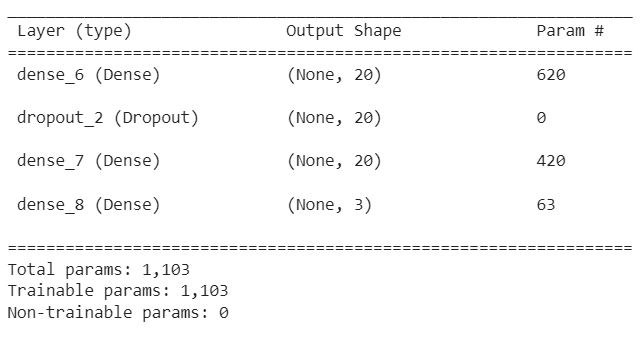 Layer (type) Output Shape Param #
=================================================================
dense_6 (Dense) (None, 20) 620
dropout_2 (Dropout) (None, 20) 0
dense_7 (Dense) (None, 20) 420
dense_8 (Dense) (None, 3) 63
=================================================================
Total params: 1,103
Trainable params: 1,103
Non-trainable params: 0